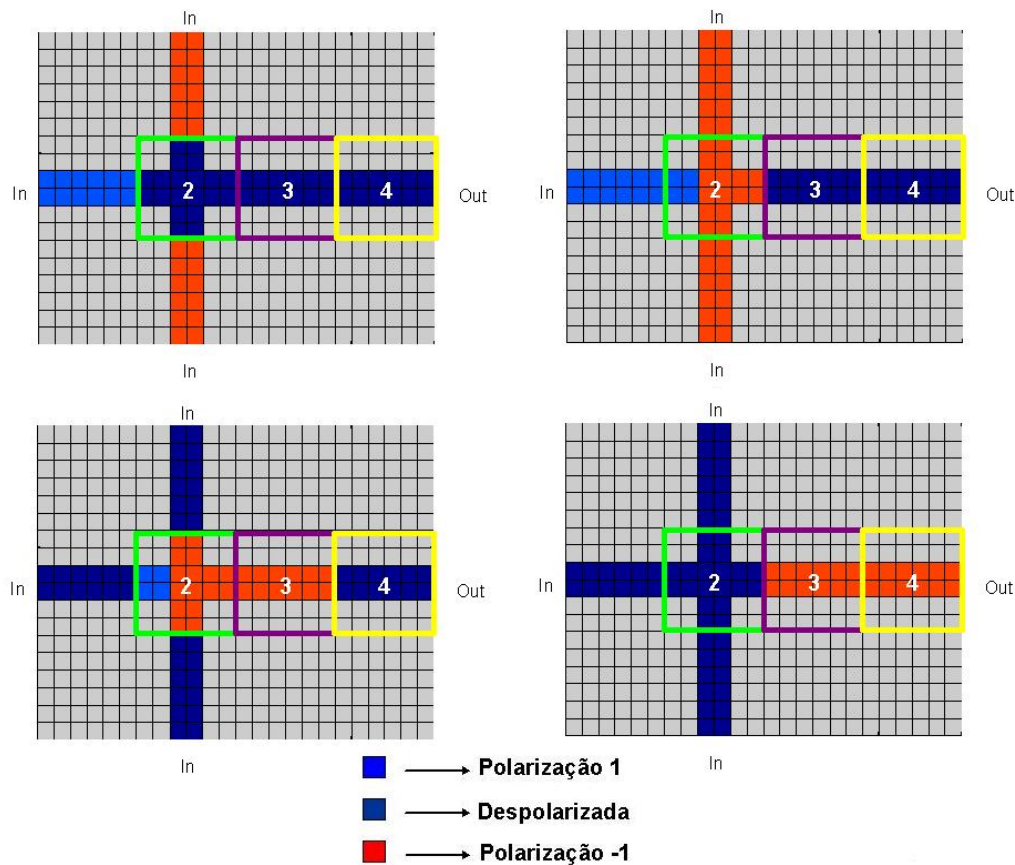 In
In
2
3
4
In
Out
In
2
3
4
Out
In
In
In
In
In
2
3
4
In
Out
2
3
4
Out
In
In
Polarização 1
Despolarizada
Polarização -1